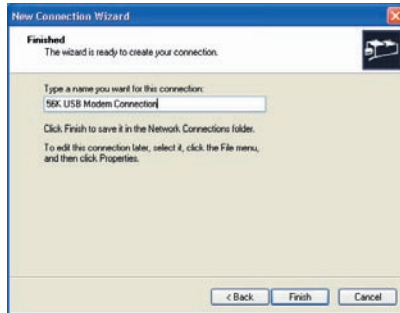 New Connection Wizard
Finished
The wizard is ready to create your connection.
Type a name you want for this connection:
56K USB Modem Connection
Click Finish to save it in the Network Connections folder.
To edit this connection later, select it, click the File menu,
and then click Properties.
< Back
Finish
Cancel